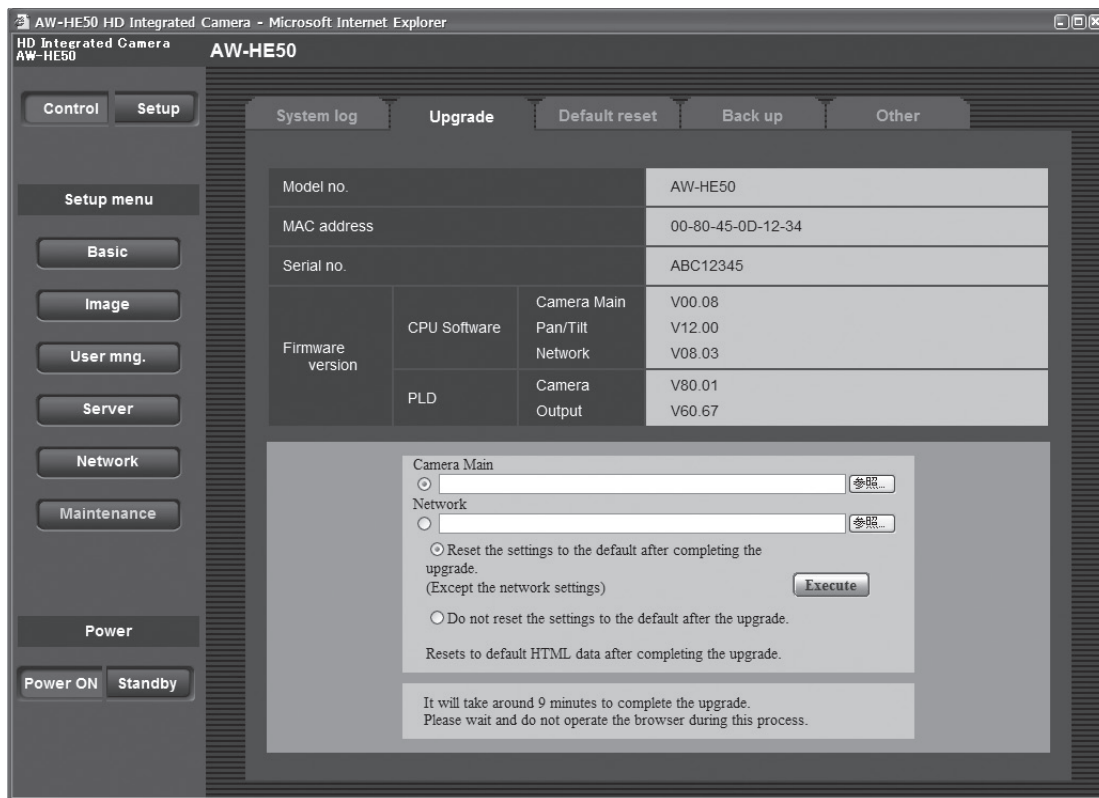 AW-HE50 HD Integrated Camera - Microsoft Internet Explorer
HD Integrated Camera
AW-HE50
AW-HE50
Control
Setup
Setup menu
Basic
Image
User mng.
Server
Network
Maintenance
Power
Power ON
Standby
System log
Upgrade
Default reset
Back up
Other
Model no.
AW-HE50
MAC address
00-80-45-0D-12-34
Serial no.
ABC12345
Firmware
version
CPU Software
Camera Main
V00.08
Pan/Tilt
V12.00
Network
V08.03
PLD
Camera
V80.01
Output
V60.67
Camera Main
参照...
Network
参照...
Reset the settings to the default after completing the
upgrade.
(Except the network settings)
Execute
Do not reset the settings to the default after the upgrade.
Resets to default HTML data after completing the upgrade.
It will take around 9 minutes to complete the upgrade.
Please wait and do not operate the browser during this process.